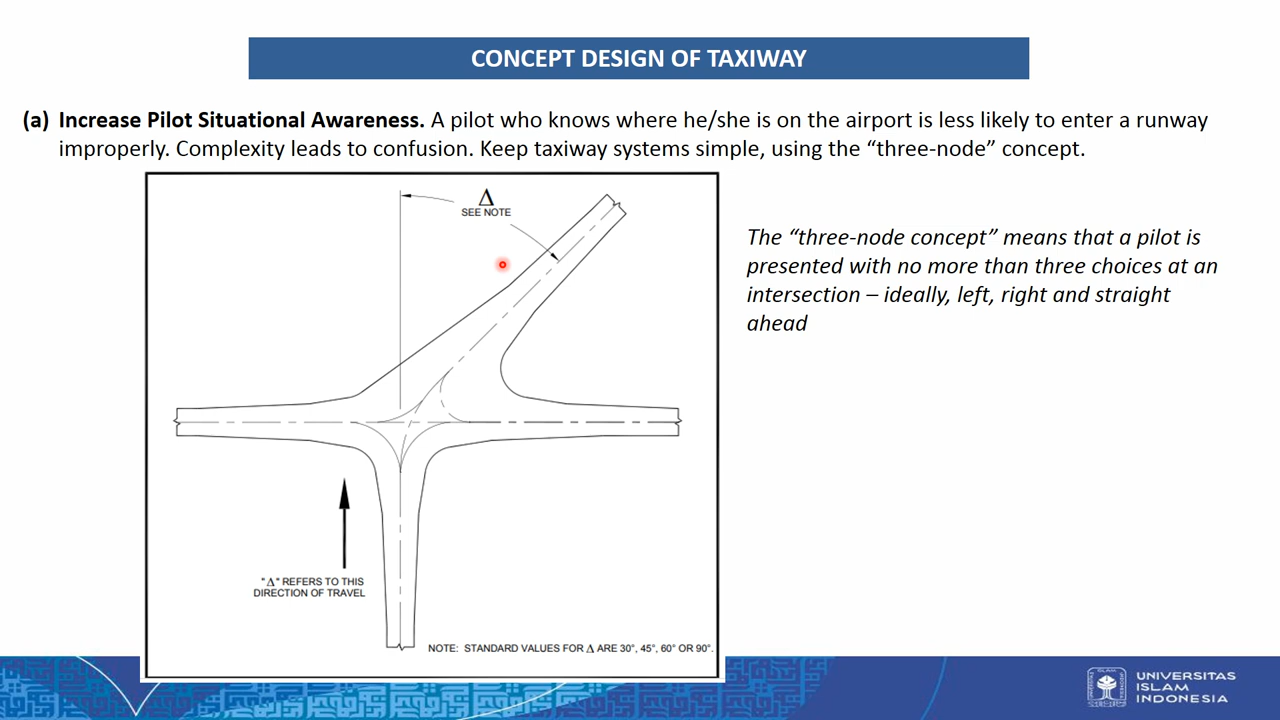 CONCEPT DESIGN OF TAXIWAY
(a) Increase Pilot Situational Awareness. A pilot who knows where he/she is on the airport is less likely to enter a runway
improperly. Complexity leads to confusion. Keep taxiway systems simple, using the “three-node” concept.
Δ
SEE NOTE
The “three-node concept” means that a pilot is
presented with no more than three choices at an
intersection – ideally, left, right and straight
ahead
"Δ" REFERS TO THIS
DIRECTION OF TRAVEL
NOTE: STANDARD VALUES FOR Δ ARE 30°, 45°, 60° OR 90°.
UNIVERSITAS
ISLAM
INDONESIA